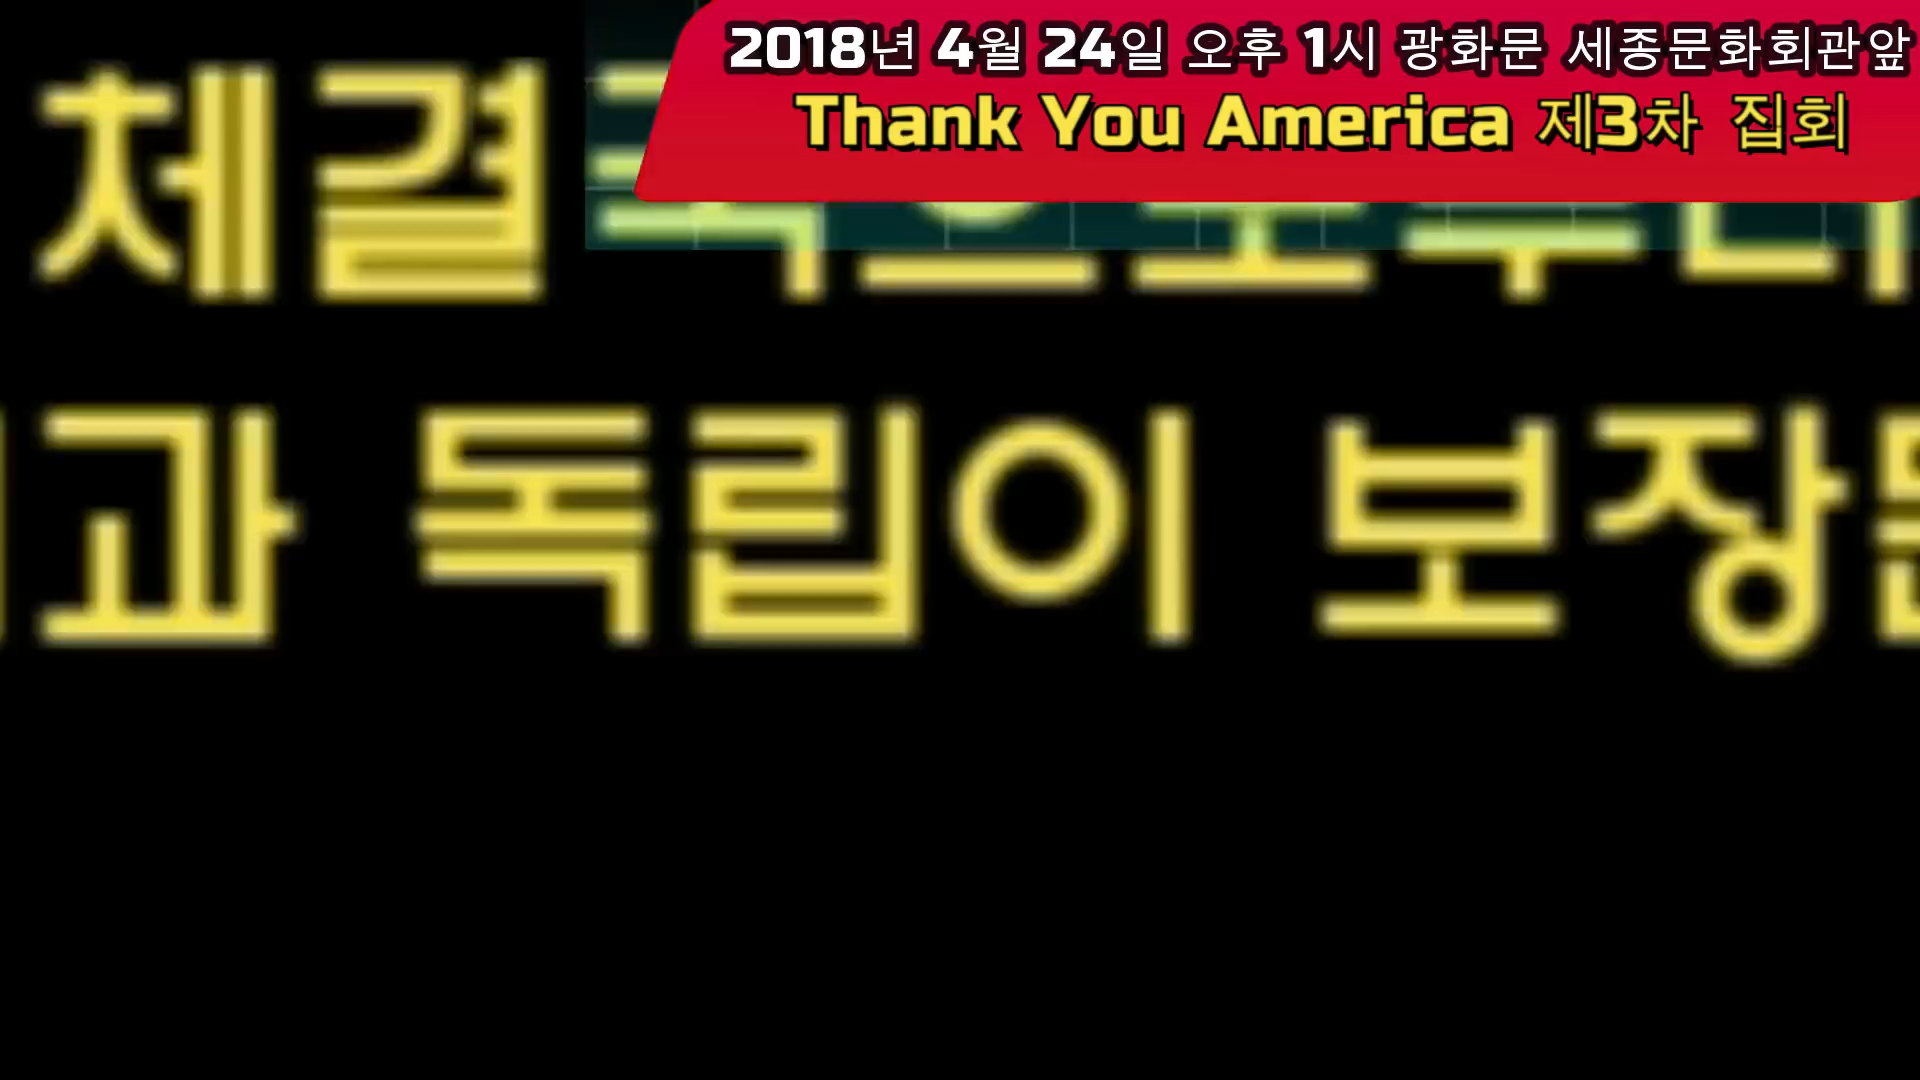 2018년 4월 24일 오후 1시 광화문 세종문화회관앞
Thank You America 제3차 집회
체결
과 독립이 보장